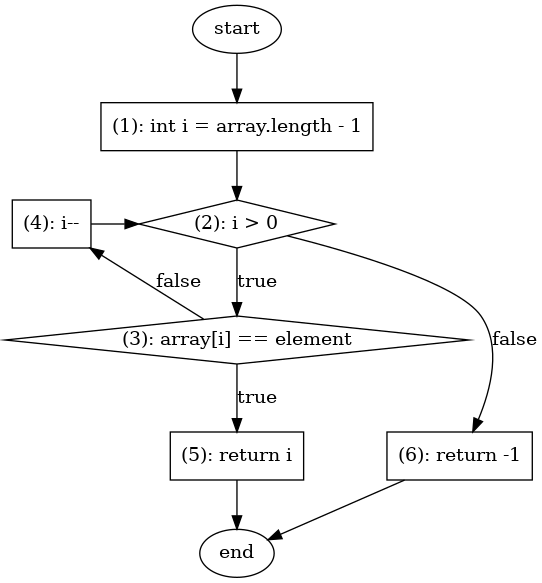 start
(1): int i = array.length - 1
(4): i--
(2): i > 0
false
true
(3): array[i] == element
false
true
(5): return i
(6): return -1
end